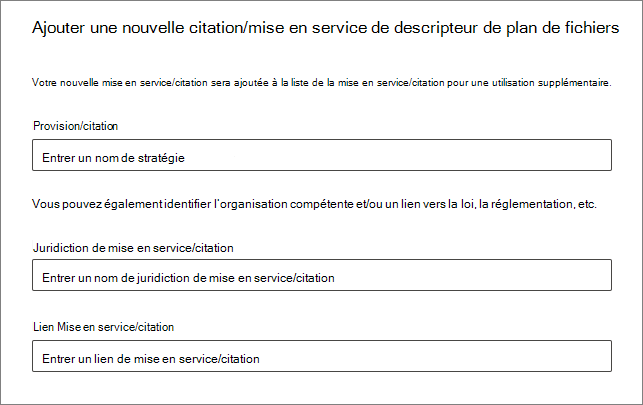 Ajouter une nouvelle citation/mise en service de descripteur de plan de fichiers
Votre nouvelle mise en service/citation sera ajoutée à la liste de la mise en service/citation pour une utilisation supplémentaire.
Provision/citation
Entrer un nom de stratégie
Vous pouvez également identifier l'organisation compétente et/ou un lien vers la loi, la réglementation, etc.
Juridiction de mise en service/citation
Entrer un nom de juridiction de mise en service/citation
Lien Mise en service/citation
Entrer un lien de mise en service/citation